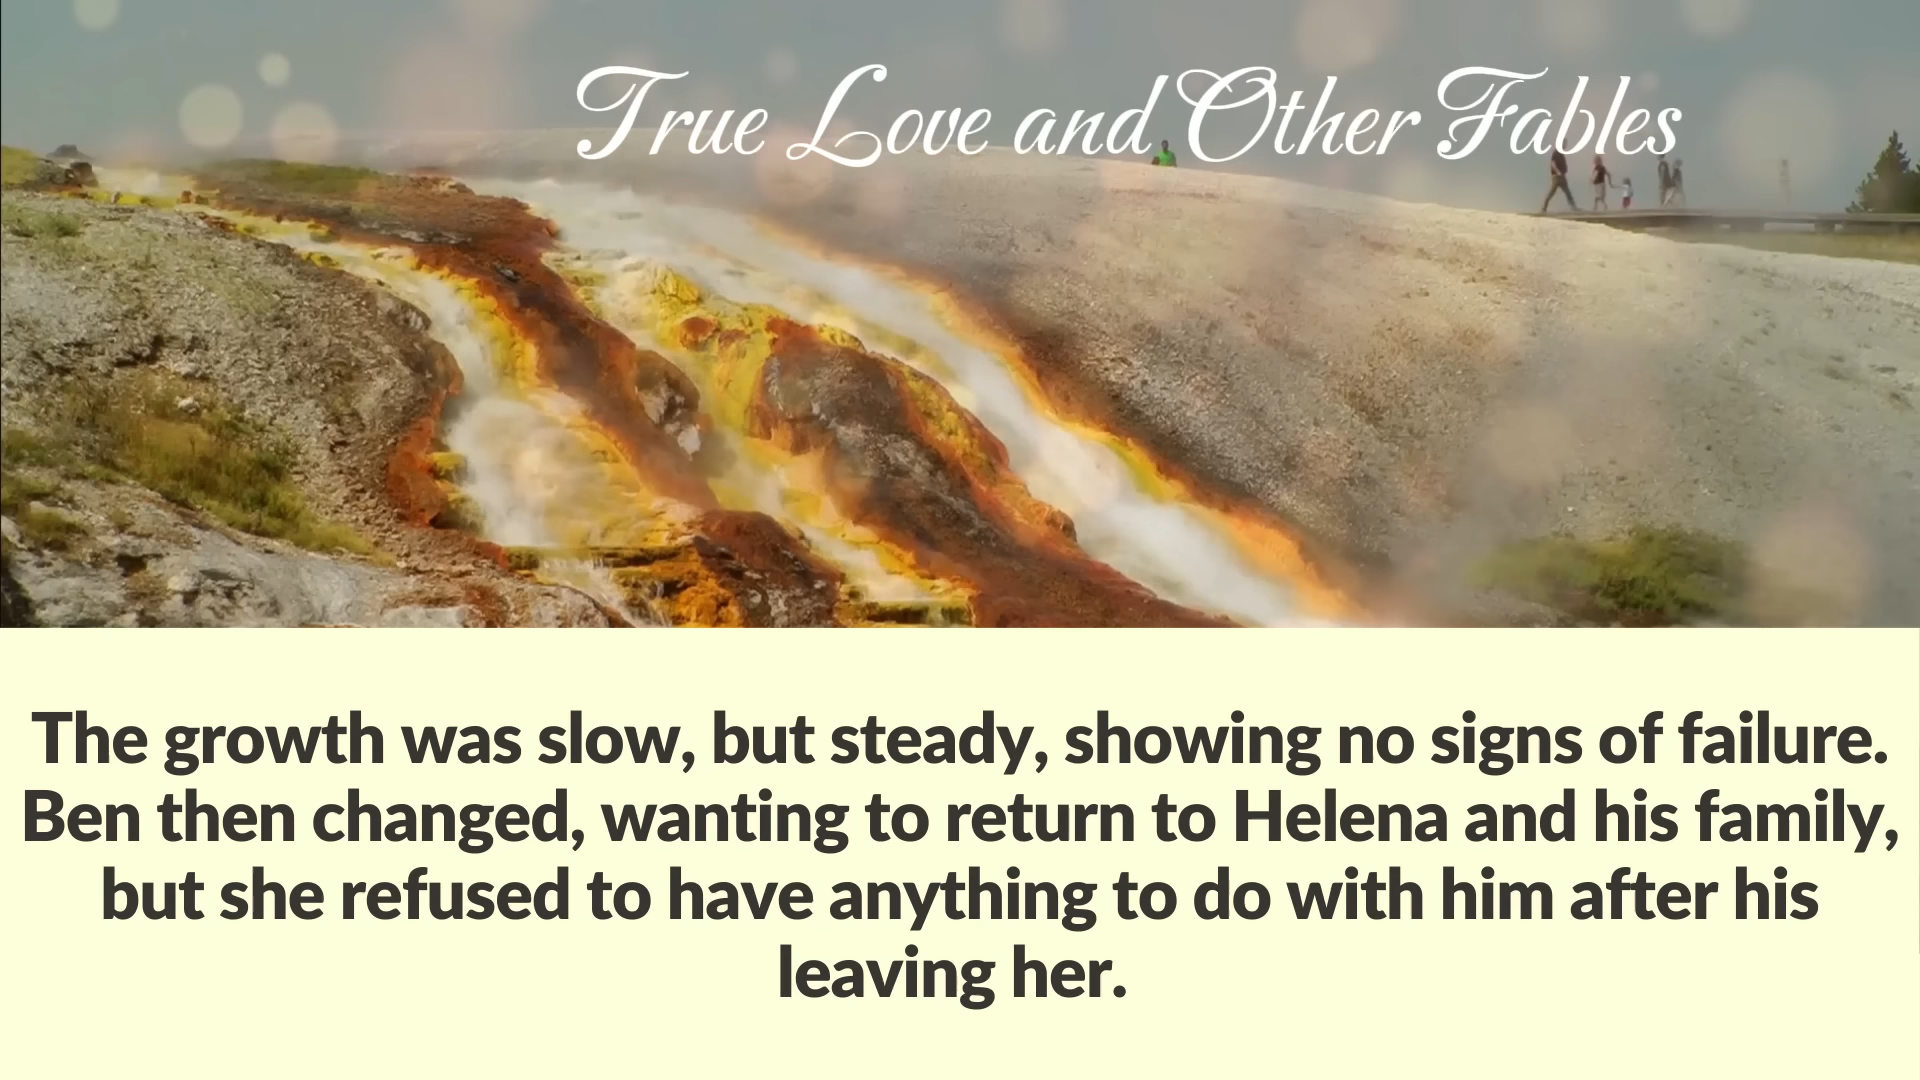 True Love and Other Fables
The growth was slow, but steady, showing no signs of failure.
Ben then changed, wanting to return to Helena and his family,
but she refused to have anything to do with him after his
leaving her.